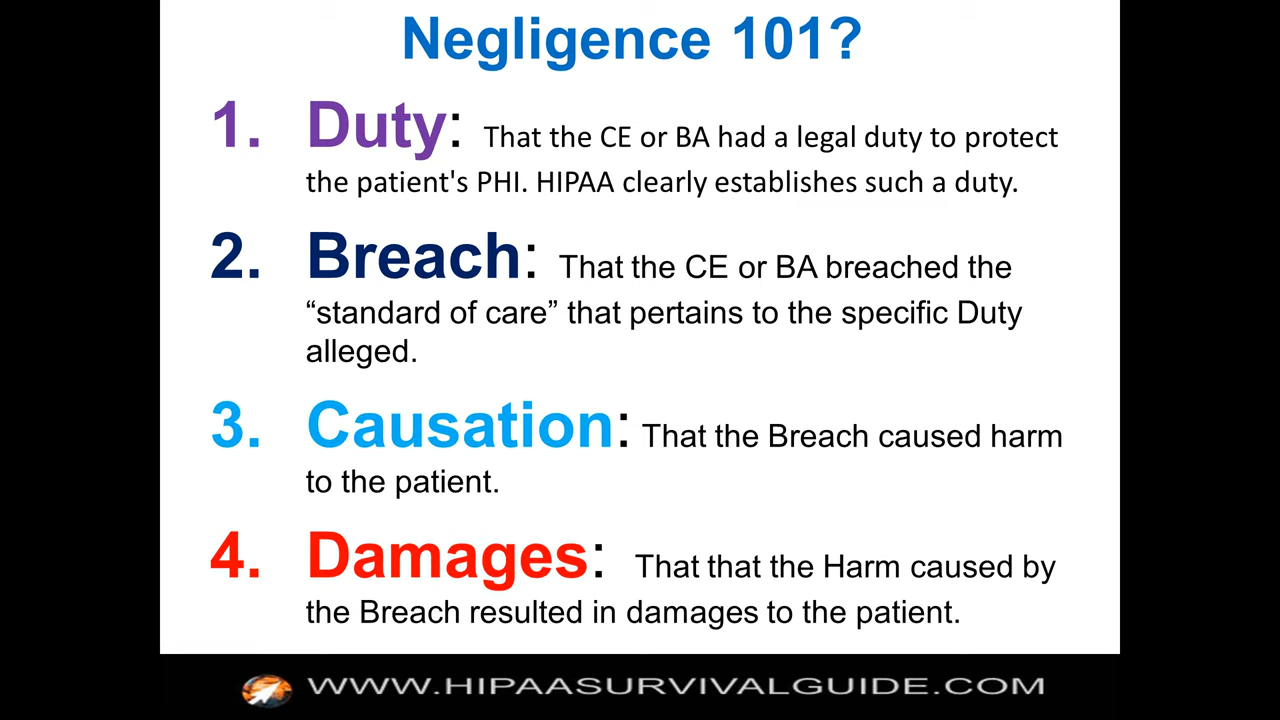 Negligence 101?
1. Duty: That the CE or BA had a legal duty to protect
the patient's PHI. HIPAA clearly establishes such a duty.
2. Breach: That the CE or BA breached the
“standard of care” that pertains to the specific Duty
alleged.
3. Causation: That the Breach caused harm
to the patient.
4. Damages: That that the Harm caused by
the Breach resulted in damages to the patient.
WWW.HIPAASURVIVALGUIDE.COM